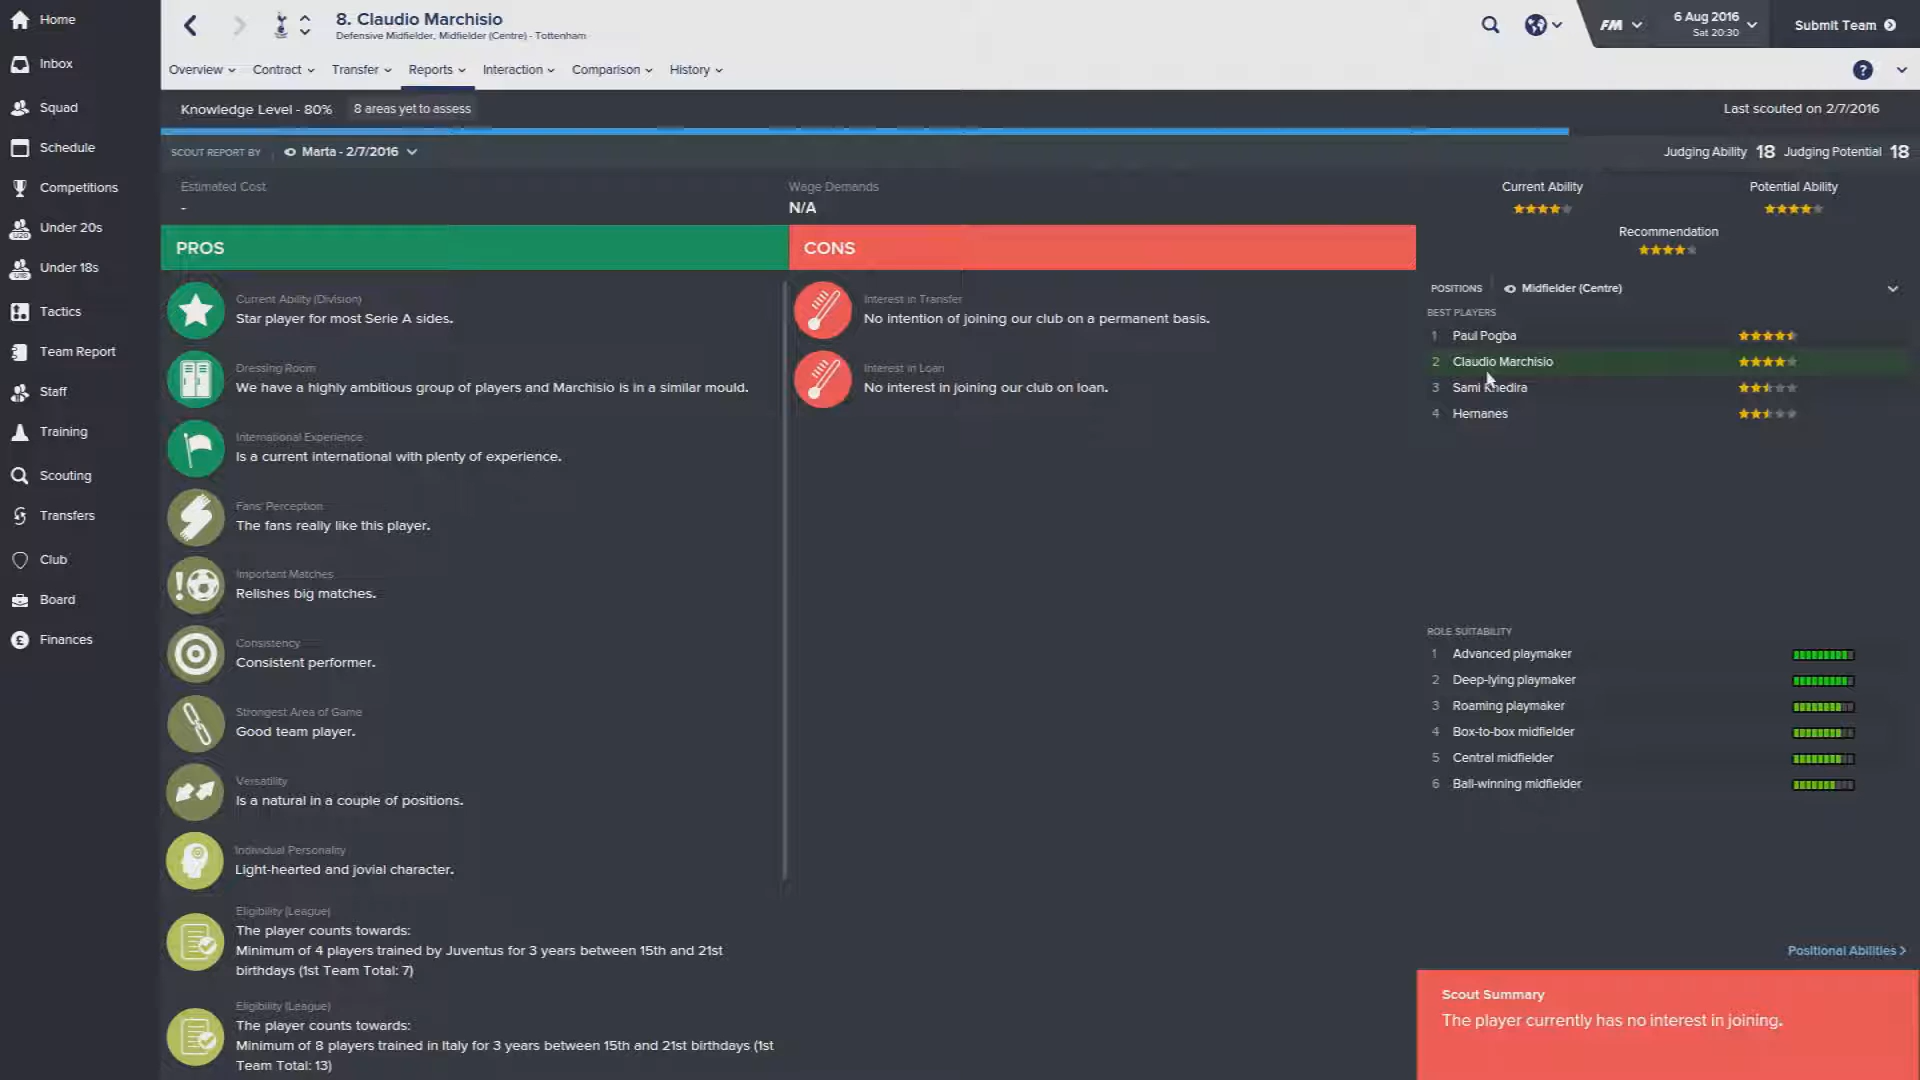 Home
Inbox
Squad
Schedule
Competitions
Under 20s
Under 18s
Tactics
Team Report
Staff
Training
Scouting
Transfers
Club
Board
Finances
8. Claudio Marchisio
Defensive Midfielder, Midfielder (Centre) - Tottenham
FM
6 Aug 2016
Sat 20:30
Submit Team
Overview
Contract
Transfer
Reports
Interaction
Comparison
History
?
Knowledge Level - 80%
8 areas yet to assess
Last scouted on 2/7/2016
SCOUT REPORT BY
Marta - 2/7/2016
Judging Ability 18 Judging Potential 18
Estimated Cost
-
Wage Demands
N/A
Current Ability
Potential Ability
Recommendation
PROS
CONS
Current Ability (Division)
Star player for most Serie A sides.
Dressing Room
We have a highly ambitious group of players and Marchisio is in a similar mould.
International Experience
Is a current international with plenty of experience.
Fans' Perception
The fans really like this player.
Important Matches
Relishes big matches.
Consistency
Consistent performer.
Strongest Area of Game
Good team player.
Versatility
Is a natural in a couple of positions.
Individual Personality
Light-hearted and jovial character.
Eligibility (League)
The player counts towards:
Minimum of 4 players trained by Juventus for 3 years between 15th and 21st
birthdays (1st Team Total: 7)
Eligibility (League)
The player counts towards:
Minimum of 8 players trained in Italy for 3 years between 15th and 21st birthdays (1st
Team Total: 13)
Interest in Transfer
No intention of joining our club on a permanent basis.
Interest in Loan
No interest in joining our club on loan.
POSITIONS
Midfielder (Centre)
BEST PLAYERS
1 Paul Pogba
2 Claudio Marchisio
3 Sami Khedira
4 Hernanes
ROLE SUITABILITY
1 Advanced playmaker
2 Deep-lying playmaker
3 Roaming playmaker
4 Box-to-box midfielder
5 Central midfielder
6 Ball-winning midfielder
Positional Abilities >
Scout Summary
The player currently has no interest in joining.